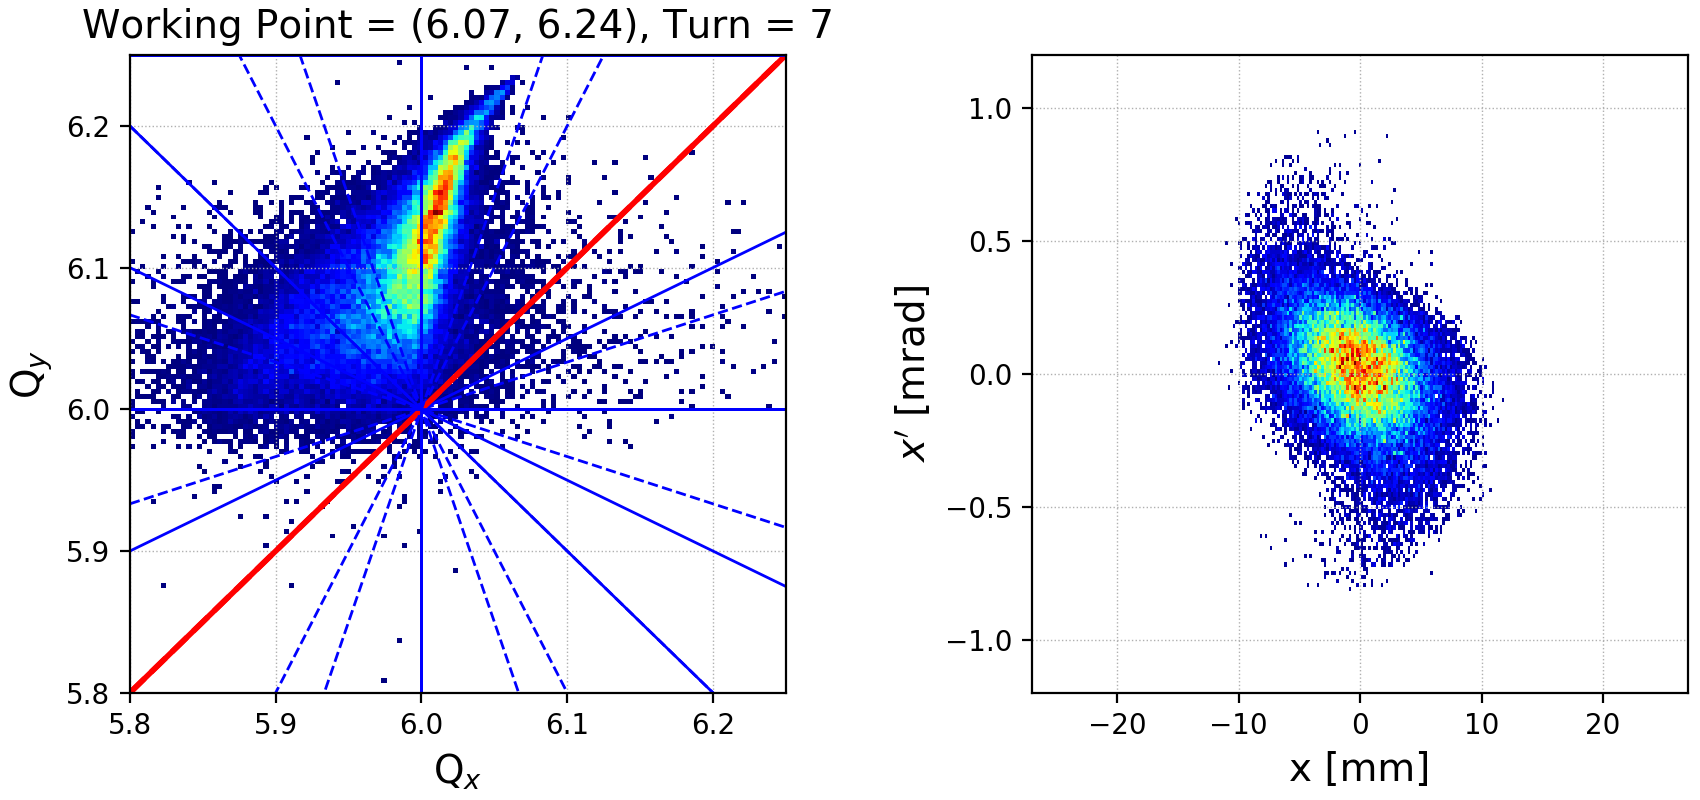 Working Point = (6.07, 6.24), Turn = 7
6.2
6.1
6.0
5.9
5.8
5.8 5.9 6.0 6.1 6.2
Qy
Qx
1.0
0.5
0.0
−0.5
−1.0
−20 −10 0 10 20
x′ [mrad]
x [mm]